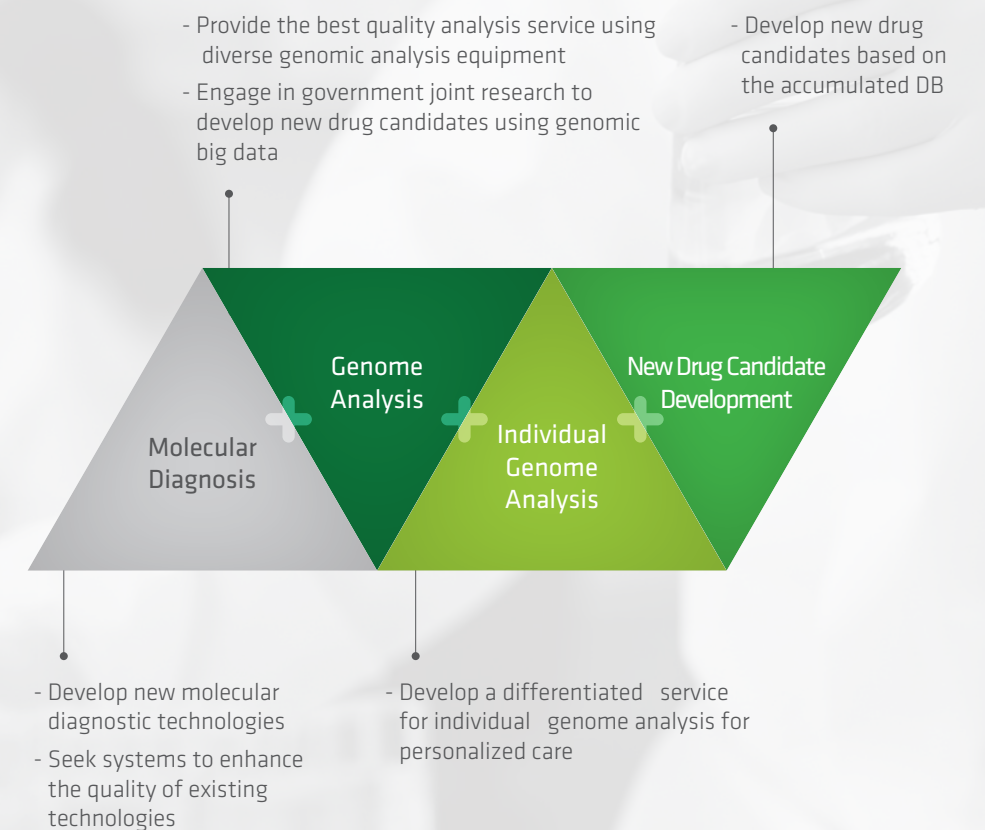 - Provide the best quality analysis service using
diverse genomic analysis equipment
- Engage in government joint research to
develop new drug candidates using genomic
big data
- Develop new drug
candidates based on
the accumulated DB
Molecular
Diagnosis
Genome
Analysis
Individual
Genome
Analysis
New Drug Candidate
Development
- Develop new molecular
diagnostic technologies
- Seek systems to enhance
the quality of existing
technologies
- Develop a differentiated service
for individual genome analysis for
personalized care